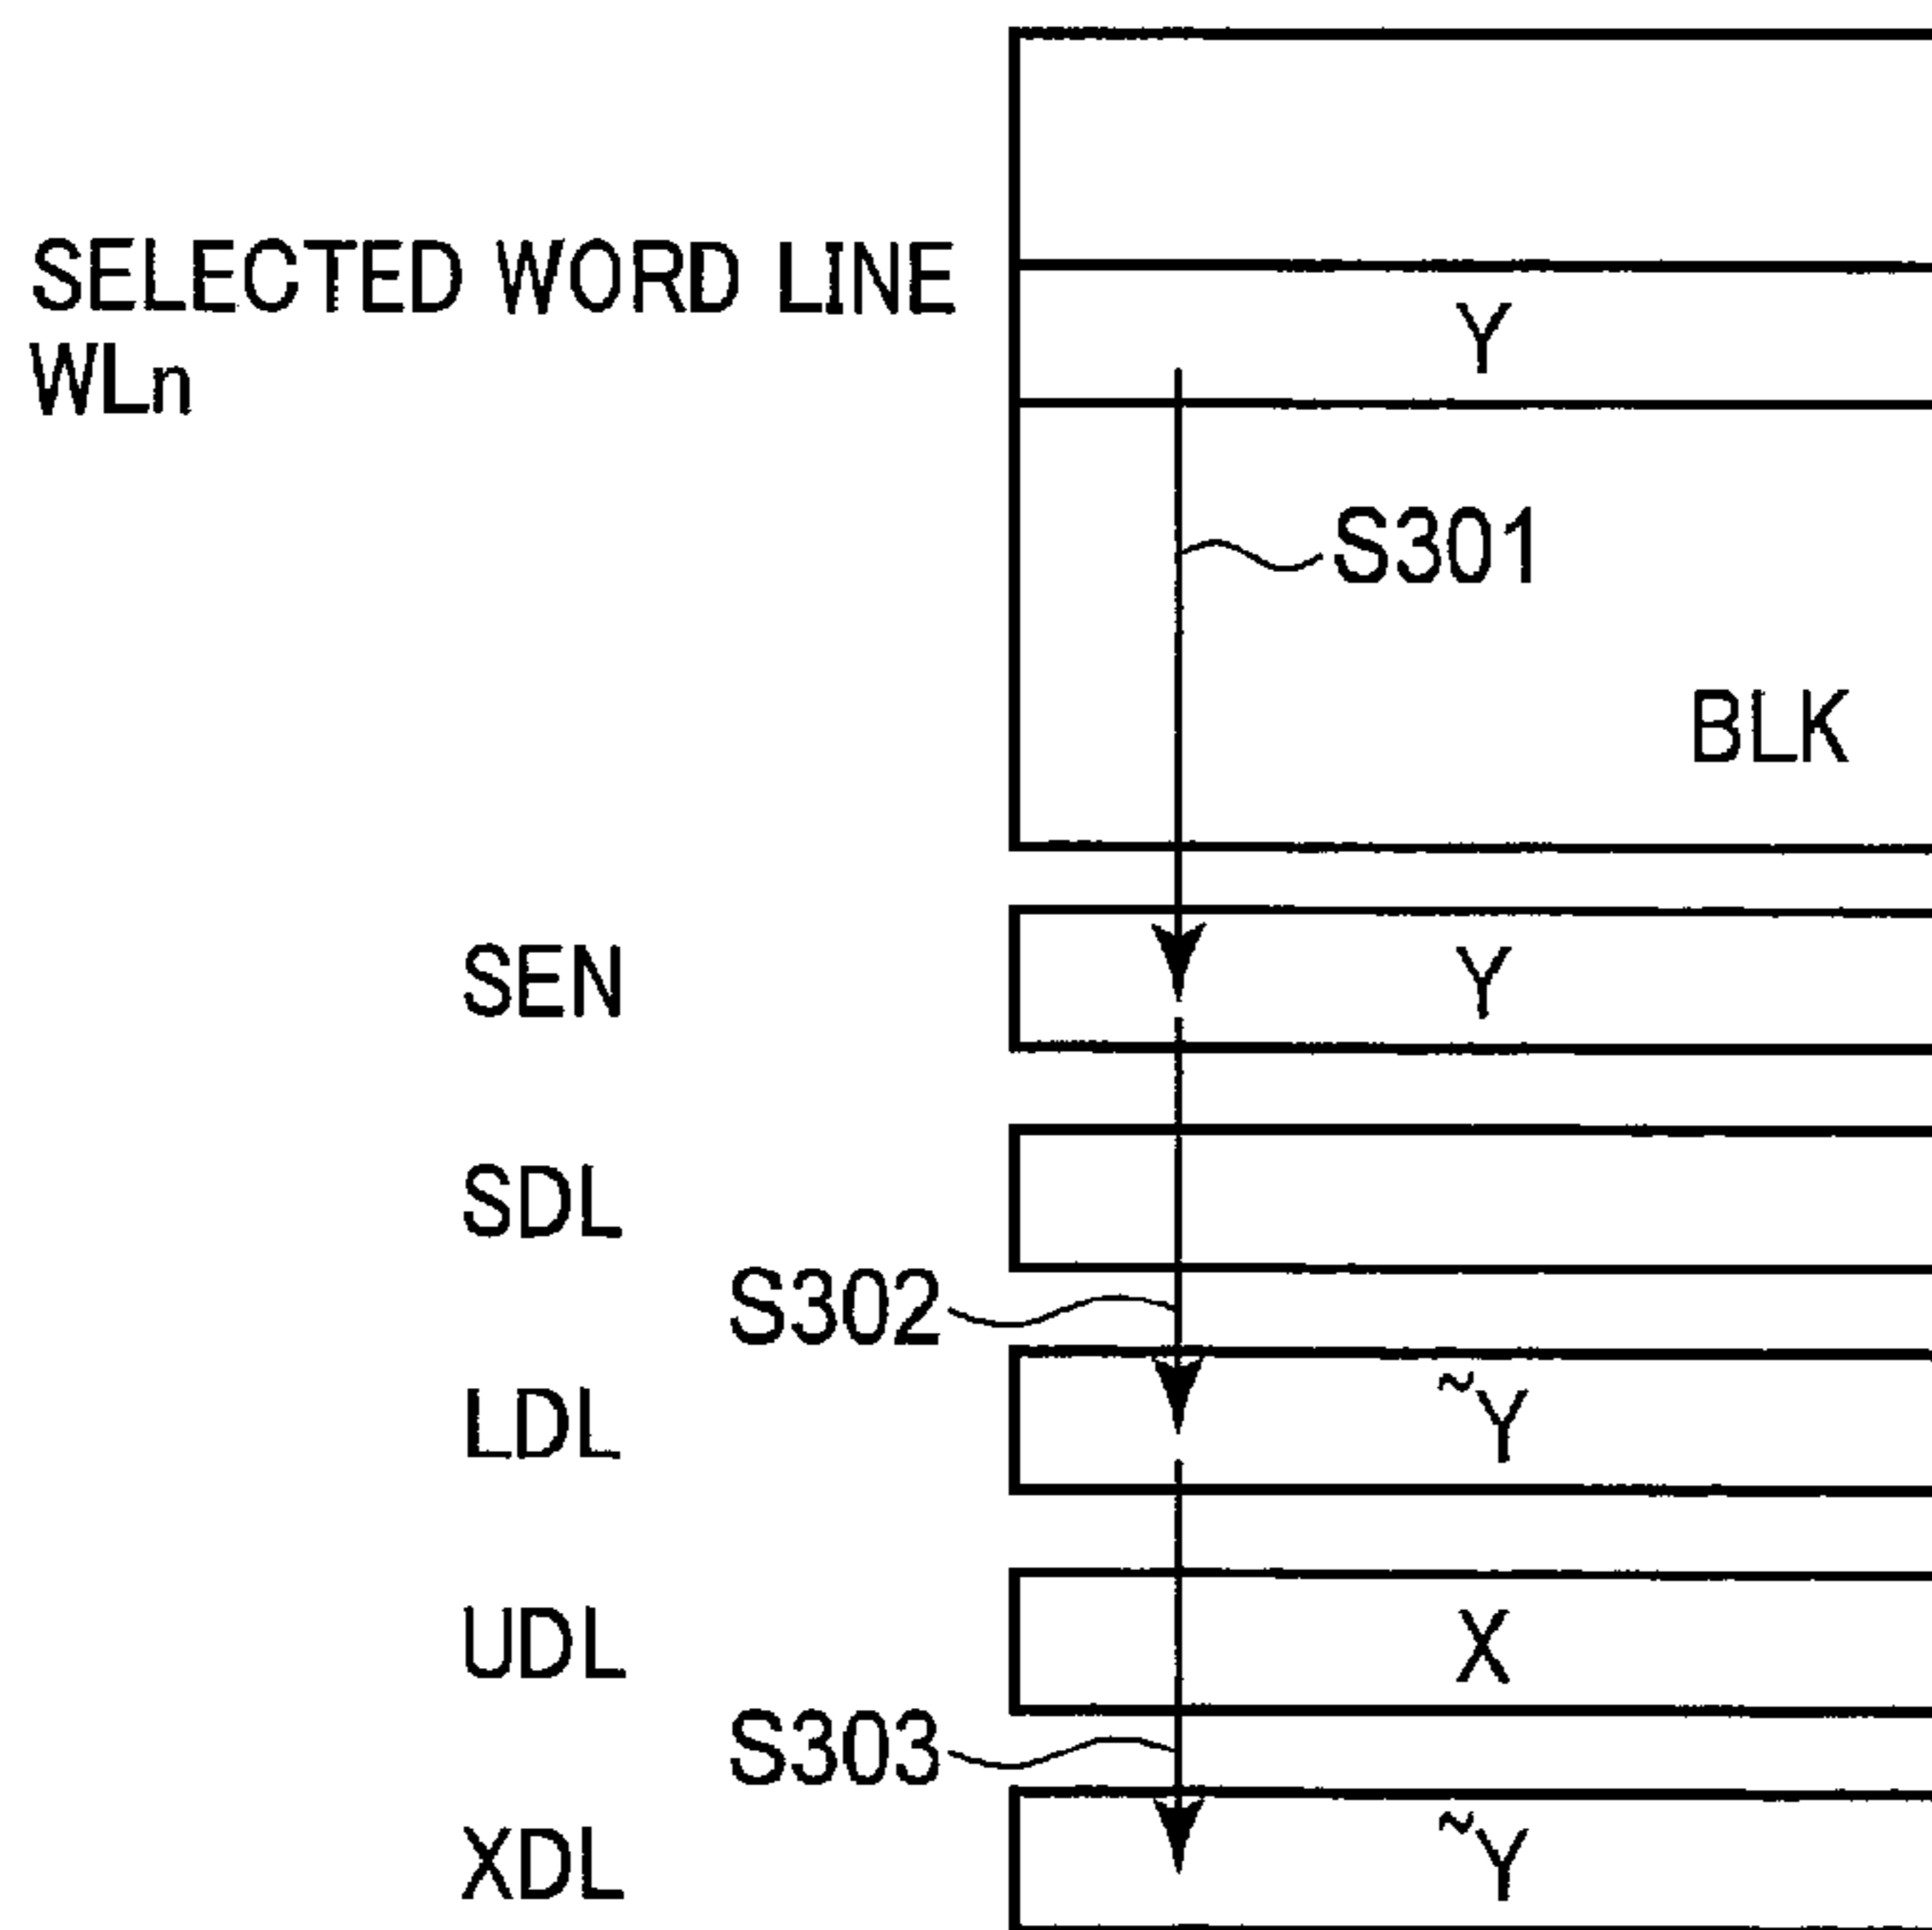 SELECTED WORD LINE
WLn
Y
S301
BLK
SEN
Y
SDL
S302
LDL
~Y
UDL
X
S303
XDL
~Y